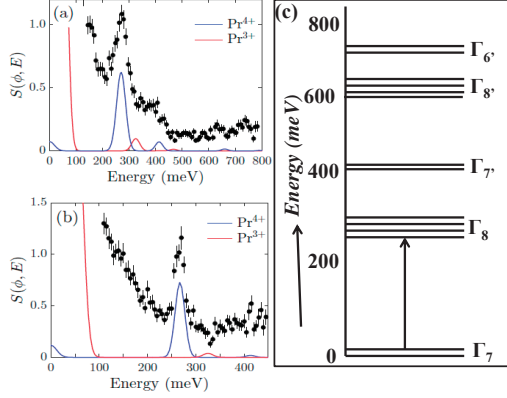 (a)
Pr4+
Pr3+
S(ϕ, E)
1.0
0.5
0
0 100 200 300 400 500 600 700 800
Energy (meV)
(b)
Pr4+
Pr3+
S(ϕ, E)
1.5
1.0
0.5
0
0 100 200 300 400
Energy (meV)
(c)
Energy (meV)
800
600
400
200
0
Γ6'
Γ8'
Γ7'
Γ8
Γ7